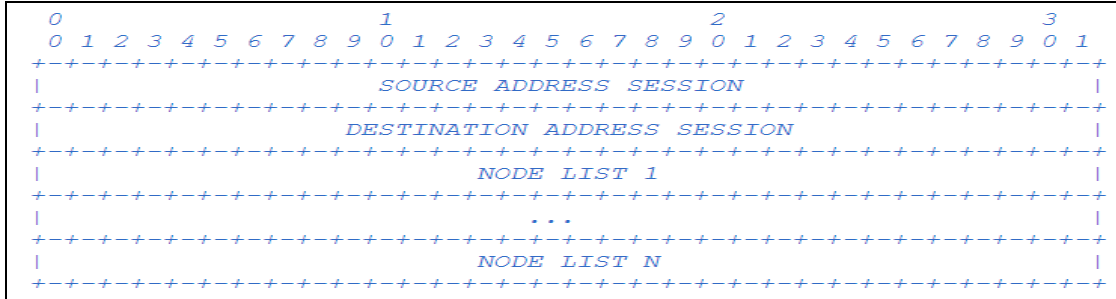 0 1 2 3
0 1 2 3 4 5 6 7 8 9 0 1 2 3 4 5 6 7 8 9 0 1 2 3 4 5 6 7 8 9 0 1
+-+-+-+-+-+-+-+-+-+-+-+-+-+-+-+-+-+-+-+-+-+-+-+-+-+-+-+-+-+-+-+-+
| SOURCE ADDRESS SESSION |
+-+-+-+-+-+-+-+-+-+-+-+-+-+-+-+-+-+-+-+-+-+-+-+-+-+-+-+-+-+-+-+-+
| DESTINATION ADDRESS SESSION |
+-+-+-+-+-+-+-+-+-+-+-+-+-+-+-+-+-+-+-+-+-+-+-+-+-+-+-+-+-+-+-+-+
| NODE LIST 1 |
+-+-+-+-+-+-+-+-+-+-+-+-+-+-+-+-+-+-+-+-+-+-+-+-+-+-+-+-+-+-+-+-+
| ... |
+-+-+-+-+-+-+-+-+-+-+-+-+-+-+-+-+-+-+-+-+-+-+-+-+-+-+-+-+-+-+-+-+
| NODE LIST N |
+-+-+-+-+-+-+-+-+-+-+-+-+-+-+-+-+-+-+-+-+-+-+-+-+-+-+-+-+-+-+-+-+